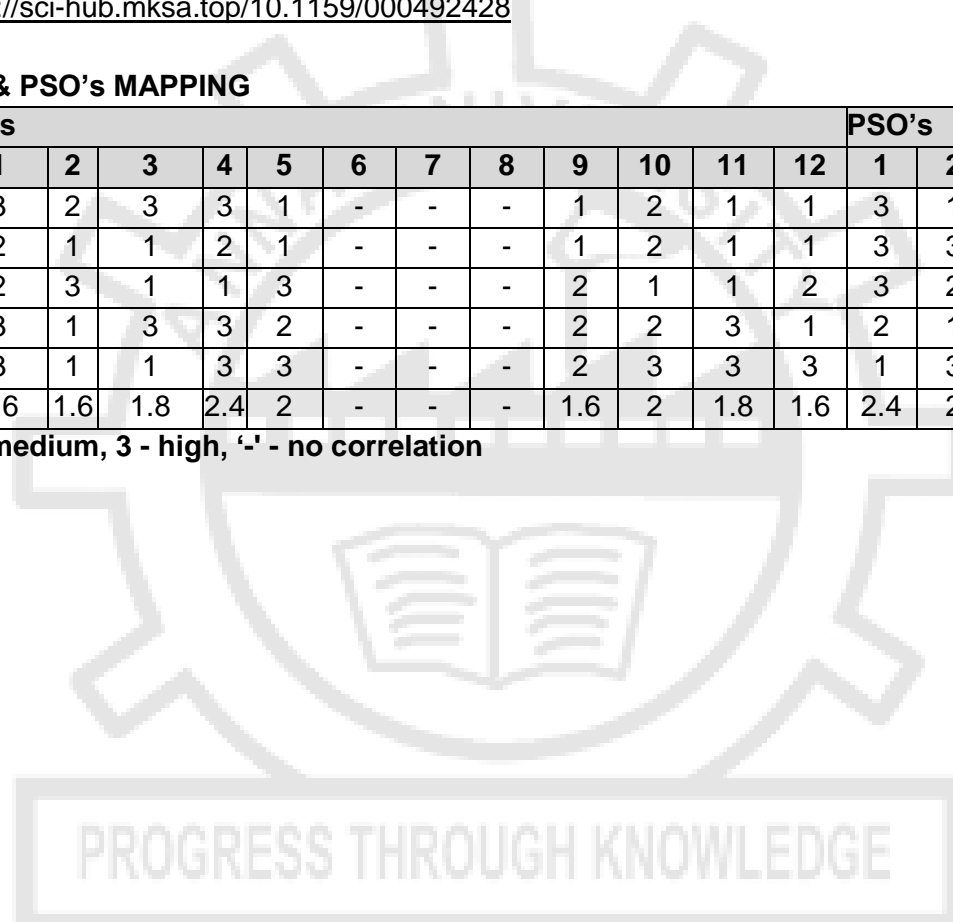 ://sci-hub.mksa.top/10.1159/000492428
& PSO’s MAPPING
s PSO’s
1 2 3 4 5 6 7 8 9 10 11 12 1 2
3 2 3 3 1 - - - 1 2 1 1 3 1
2 1 1 2 1 - - - 1 2 1 1 3 3
2 3 1 1 3 - - - 2 1 1 2 3 2
3 1 3 3 2 - - - 2 2 3 1 2 1
3 1 1 3 3 - - - 2 3 3 3 1 3
.6 1.6 1.8 2.4 2 - - - 1.6 2 1.8 1.6 2.4 2
medium, 3 - high, ‘-' - no correlation
PROGRESS THROUGH KNOWLEDGE